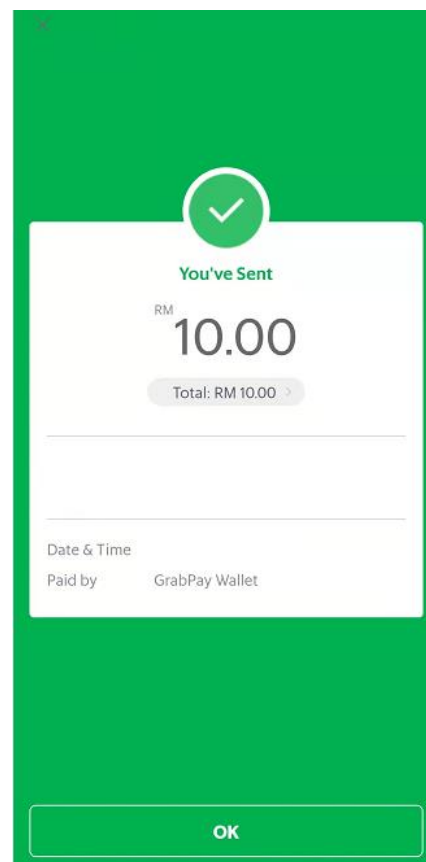 You've Sent
RM
10.00
Total: RM 10.00 >
Date & Time
Paid by GrabPay Wallet
OK